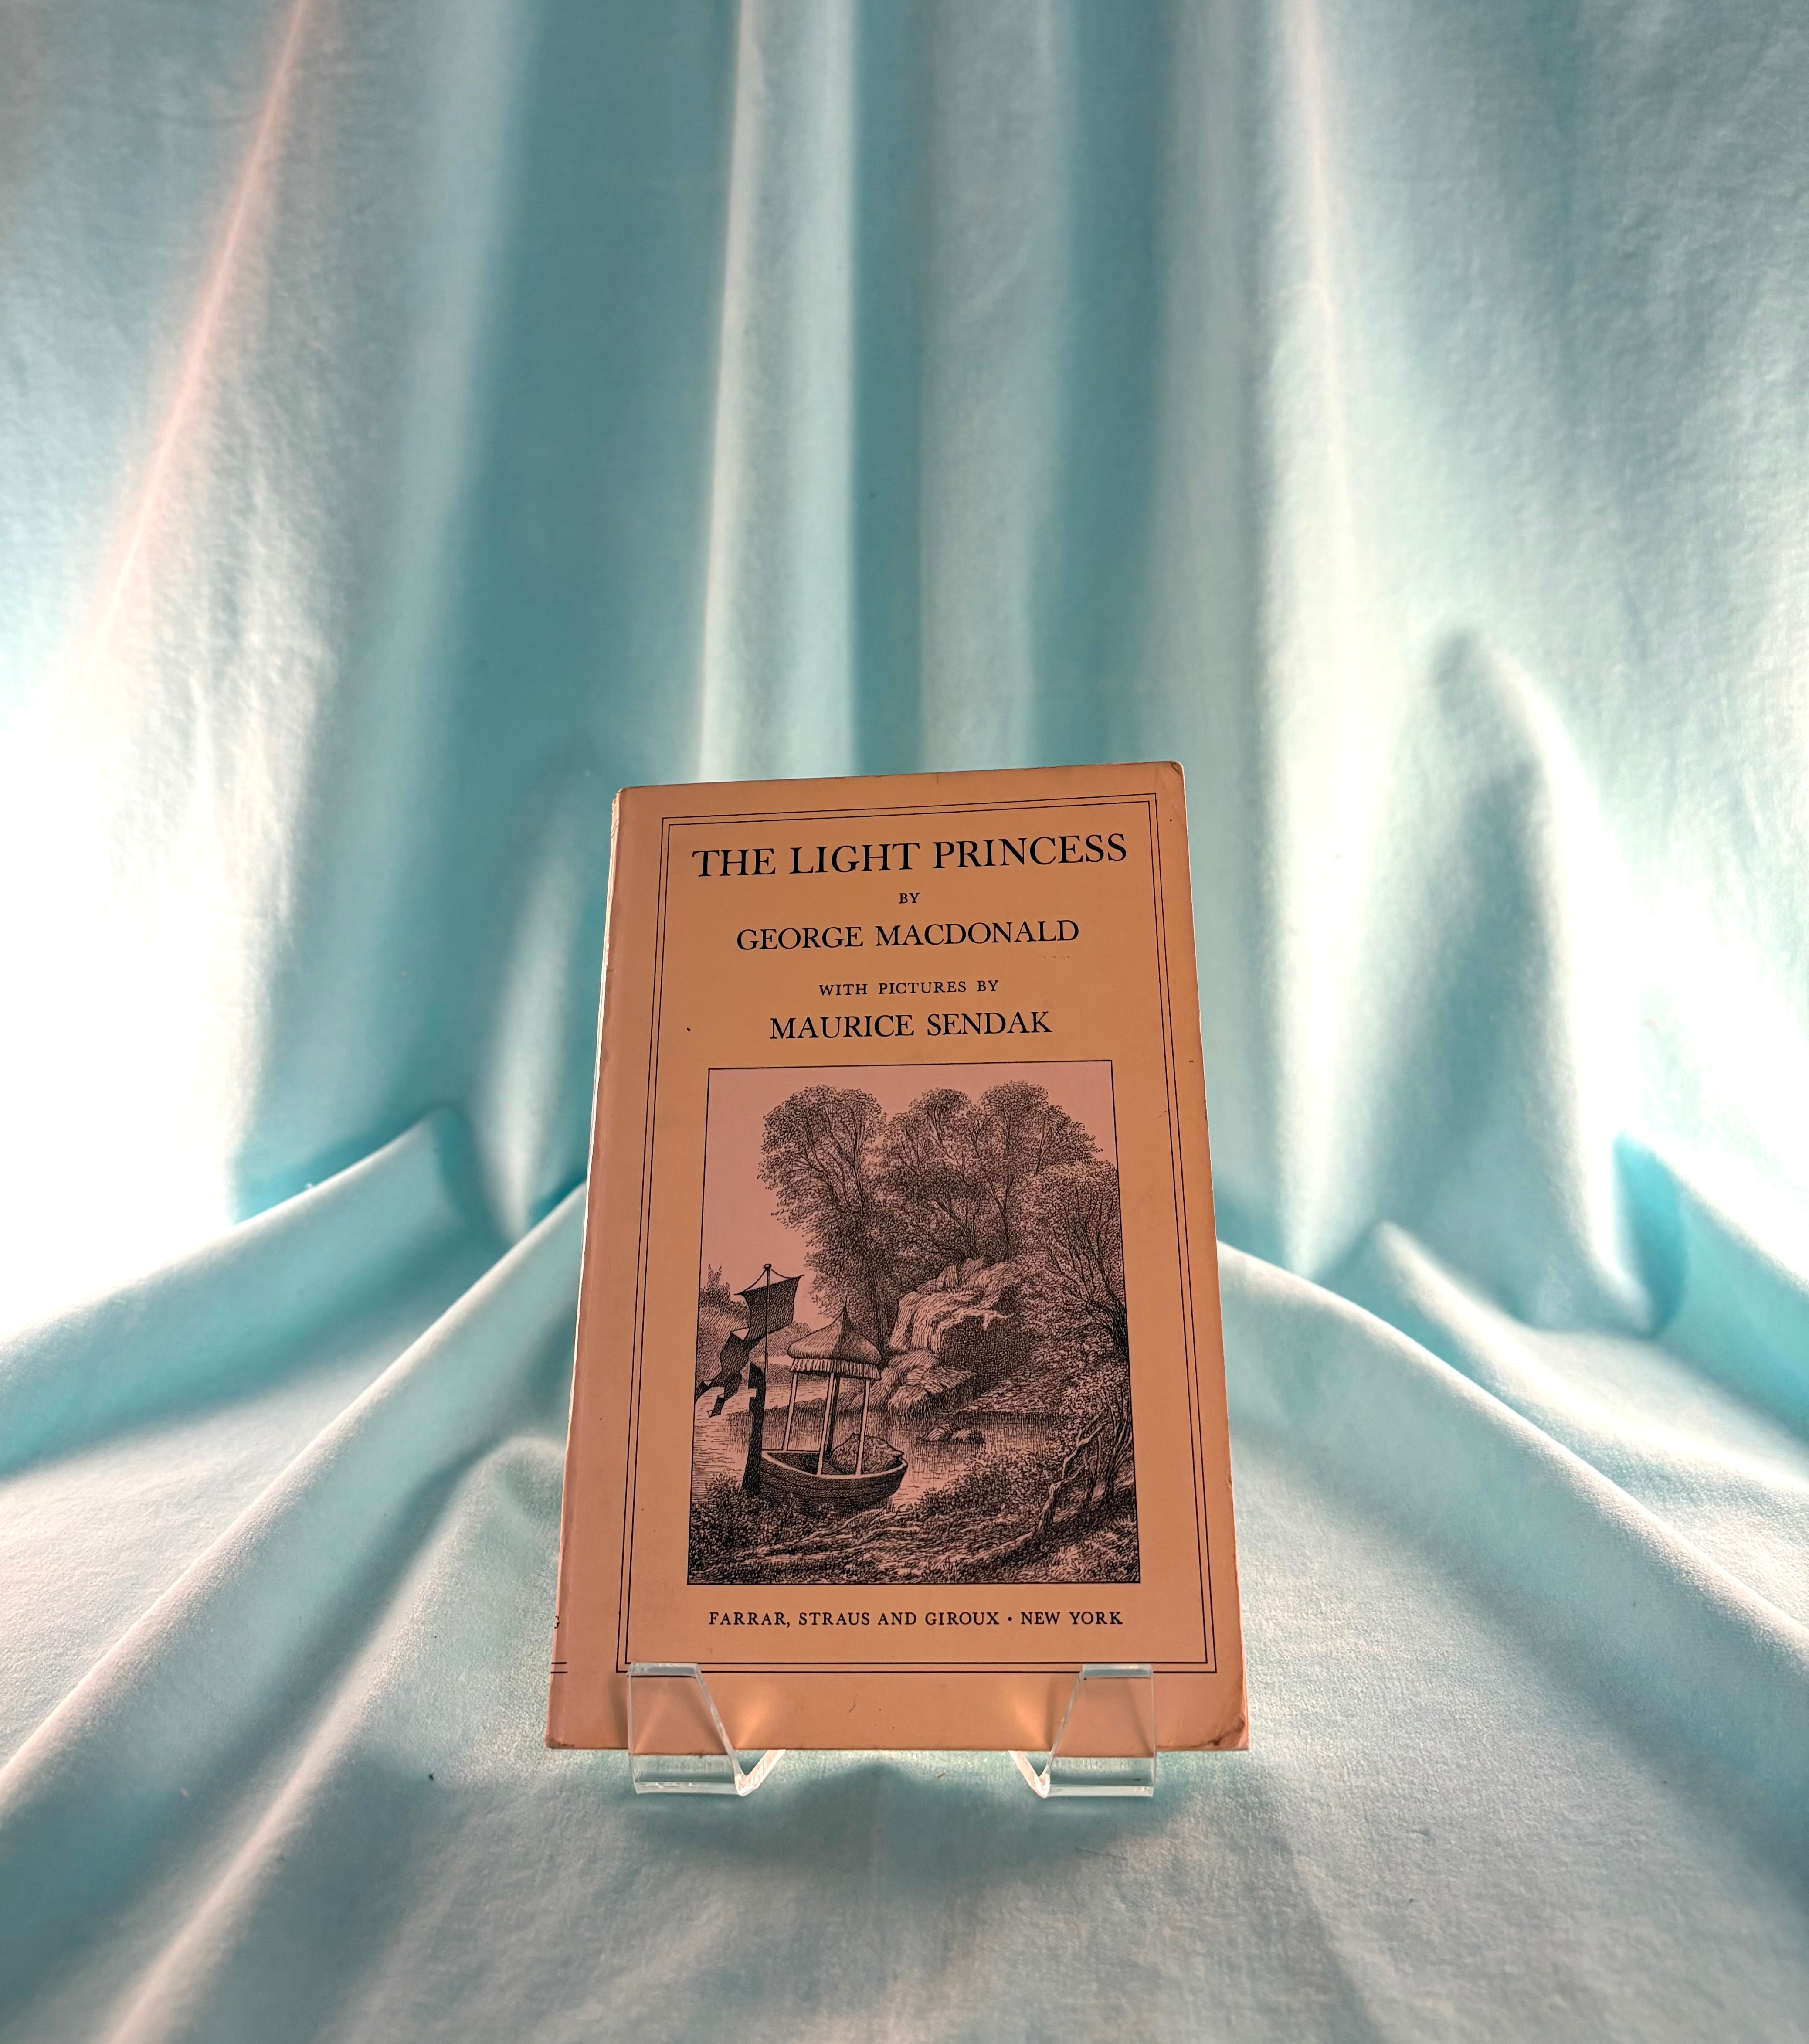 THE LIGHT PRINCESS
BY
GEORGE MACDONALD
WITH PICTURES BY
MAURICE SENDAK
FARRAR, STRAUS AND GIROUX • NEW YORK